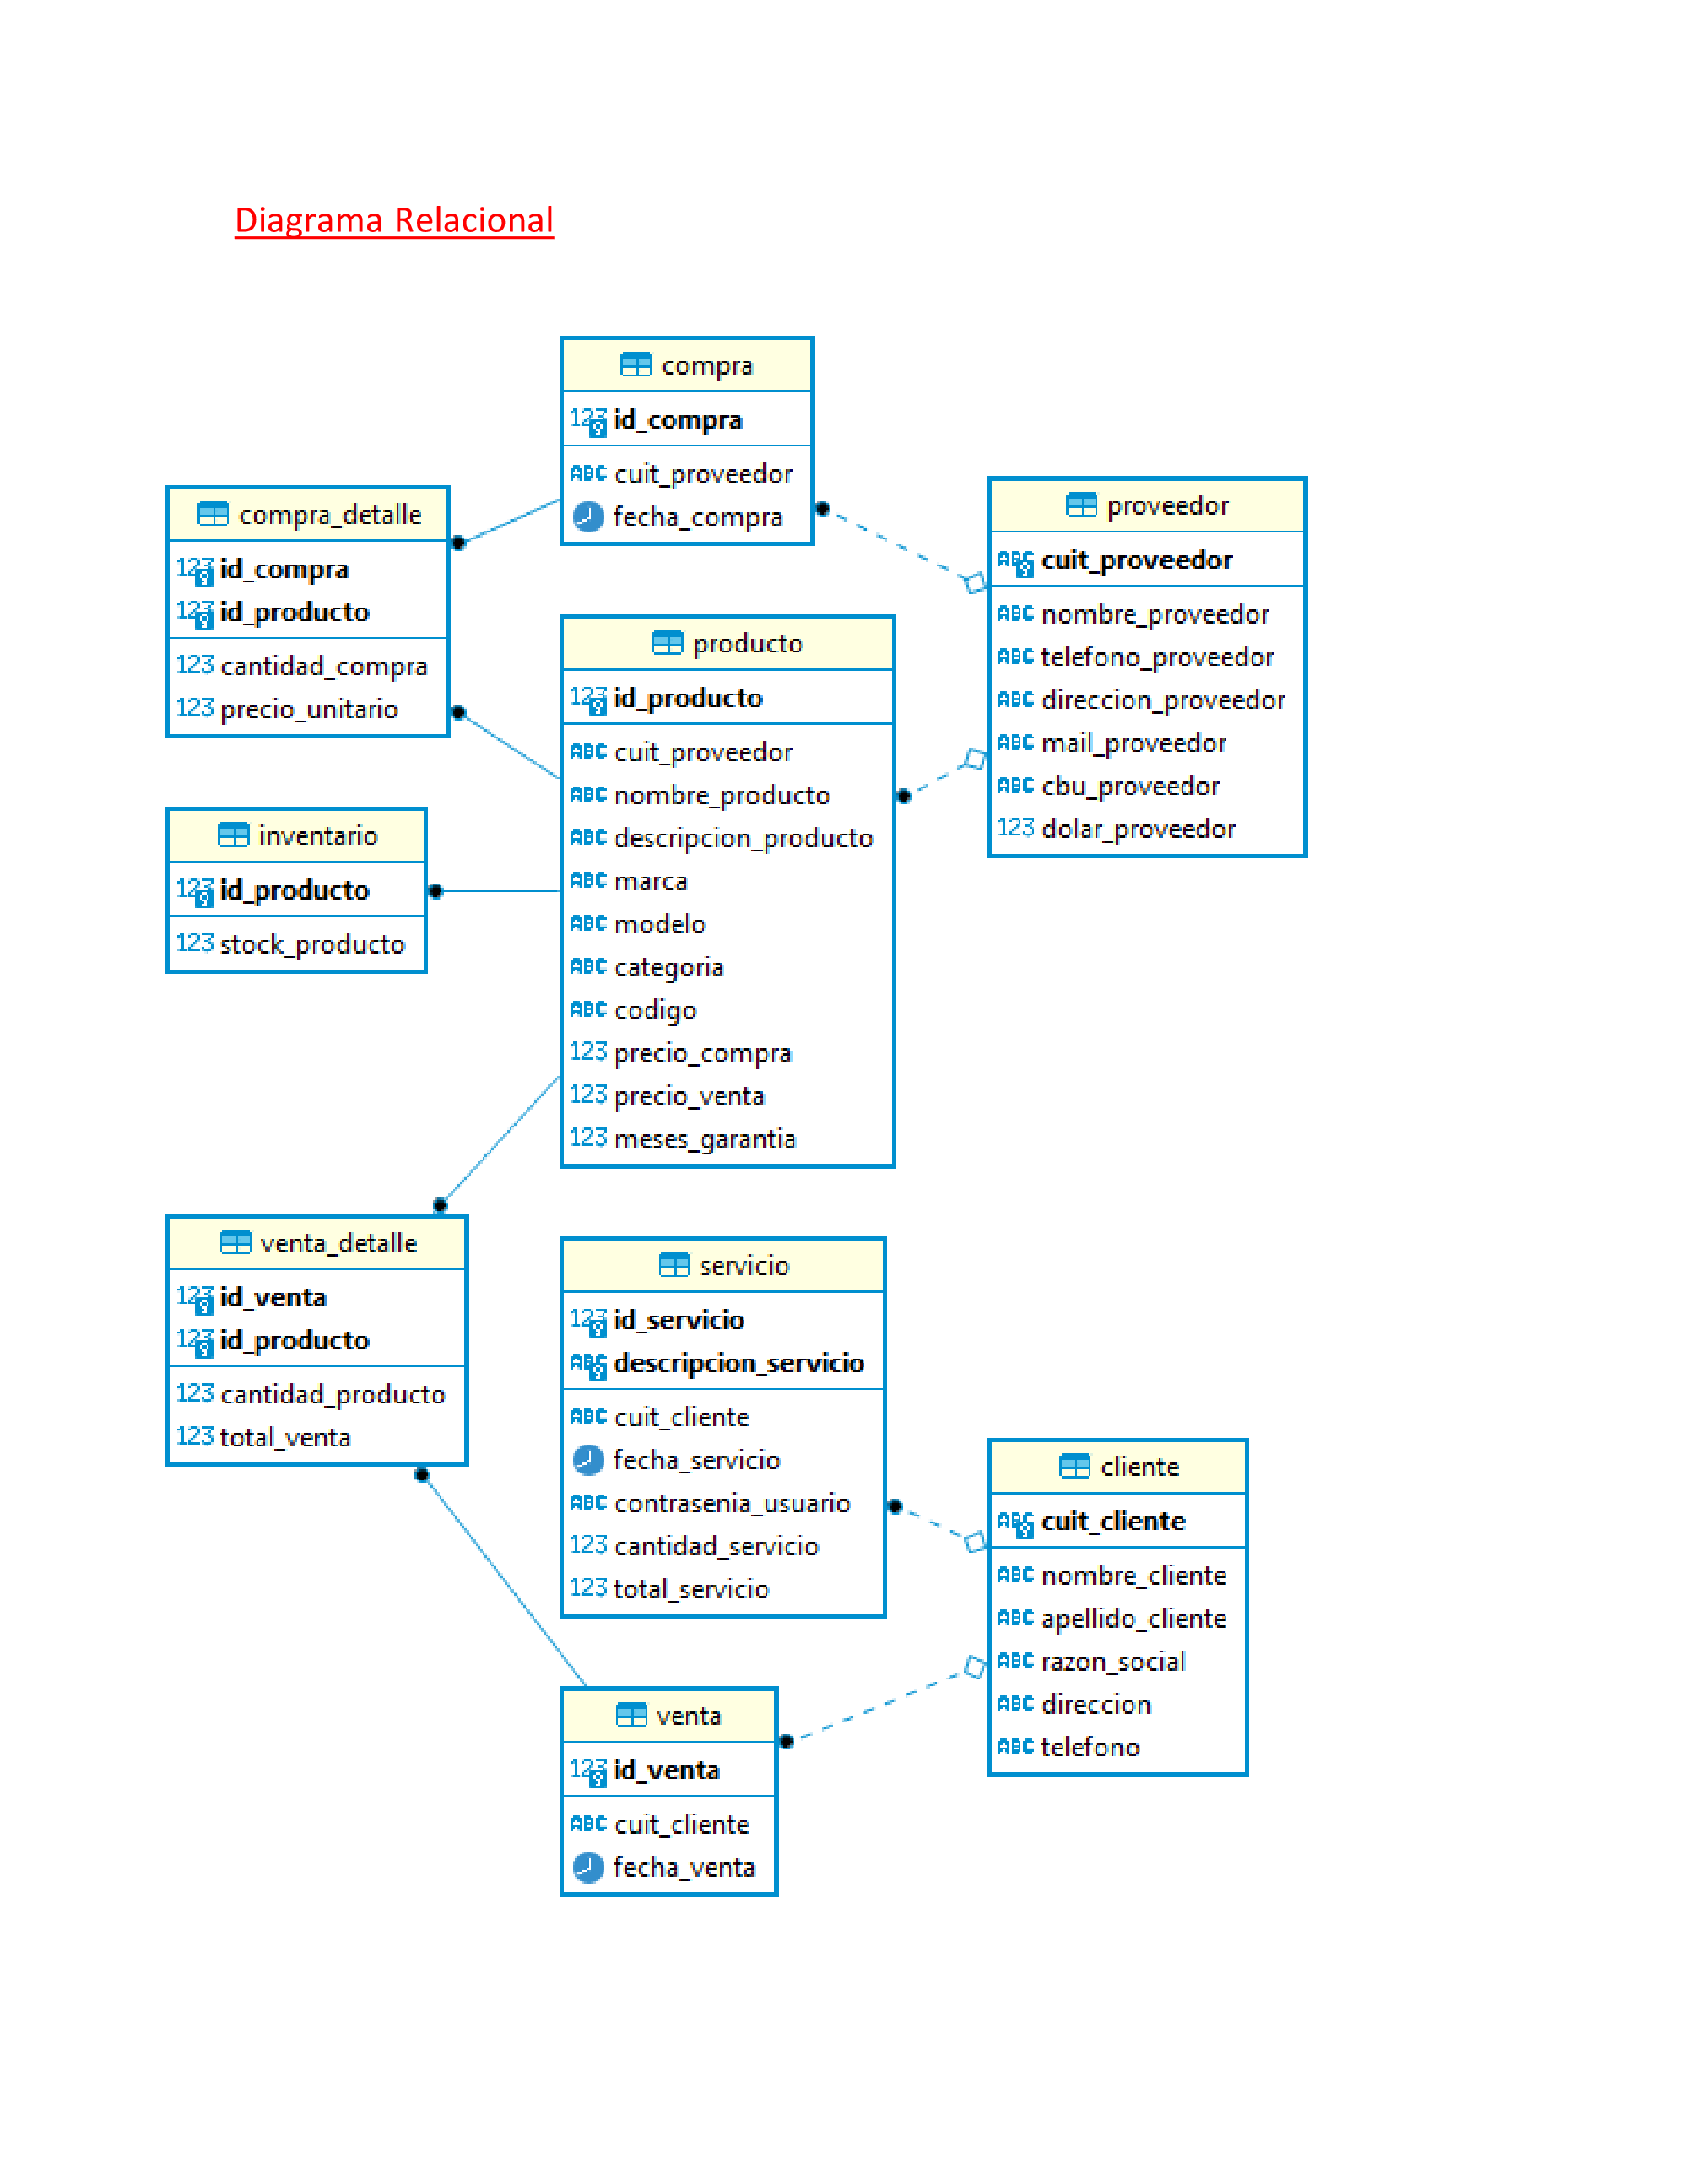 Diagrama Relacional
compra
123 id_compra
ABC cuit_proveedor
fecha_compra
compra_detalle
123 id_compra
123 id_producto
123 cantidad_compra
123 precio_unitario
proveedor
ABC cuit_proveedor
ABC nombre_proveedor
ABC telefono_proveedor
ABC direccion_proveedor
ABC mail_proveedor
ABC cbu_proveedor
123 dolar_proveedor
producto
123 id_producto
ABC cuit_proveedor
ABC nombre_producto
ABC descripcion_producto
ABC marca
ABC modelo
ABC categoria
ABC codigo
123 precio_compra
123 precio_venta
123 meses_garantia
inventario
123 id_producto
123 stock_producto
venta_detalle
123 id_venta
123 id_producto
123 cantidad_producto
123 total_venta
servicio
123 id_servicio
ABC descripcion_servicio
ABC cuit_cliente
fecha_servicio
ABC contrasenia_usuario
123 cantidad_servicio
123 total_servicio
cliente
ABC cuit_cliente
ABC nombre_cliente
ABC apellido_cliente
ABC razon_social
ABC direccion
ABC telefono
venta
123 id_venta
ABC cuit_cliente
fecha_venta